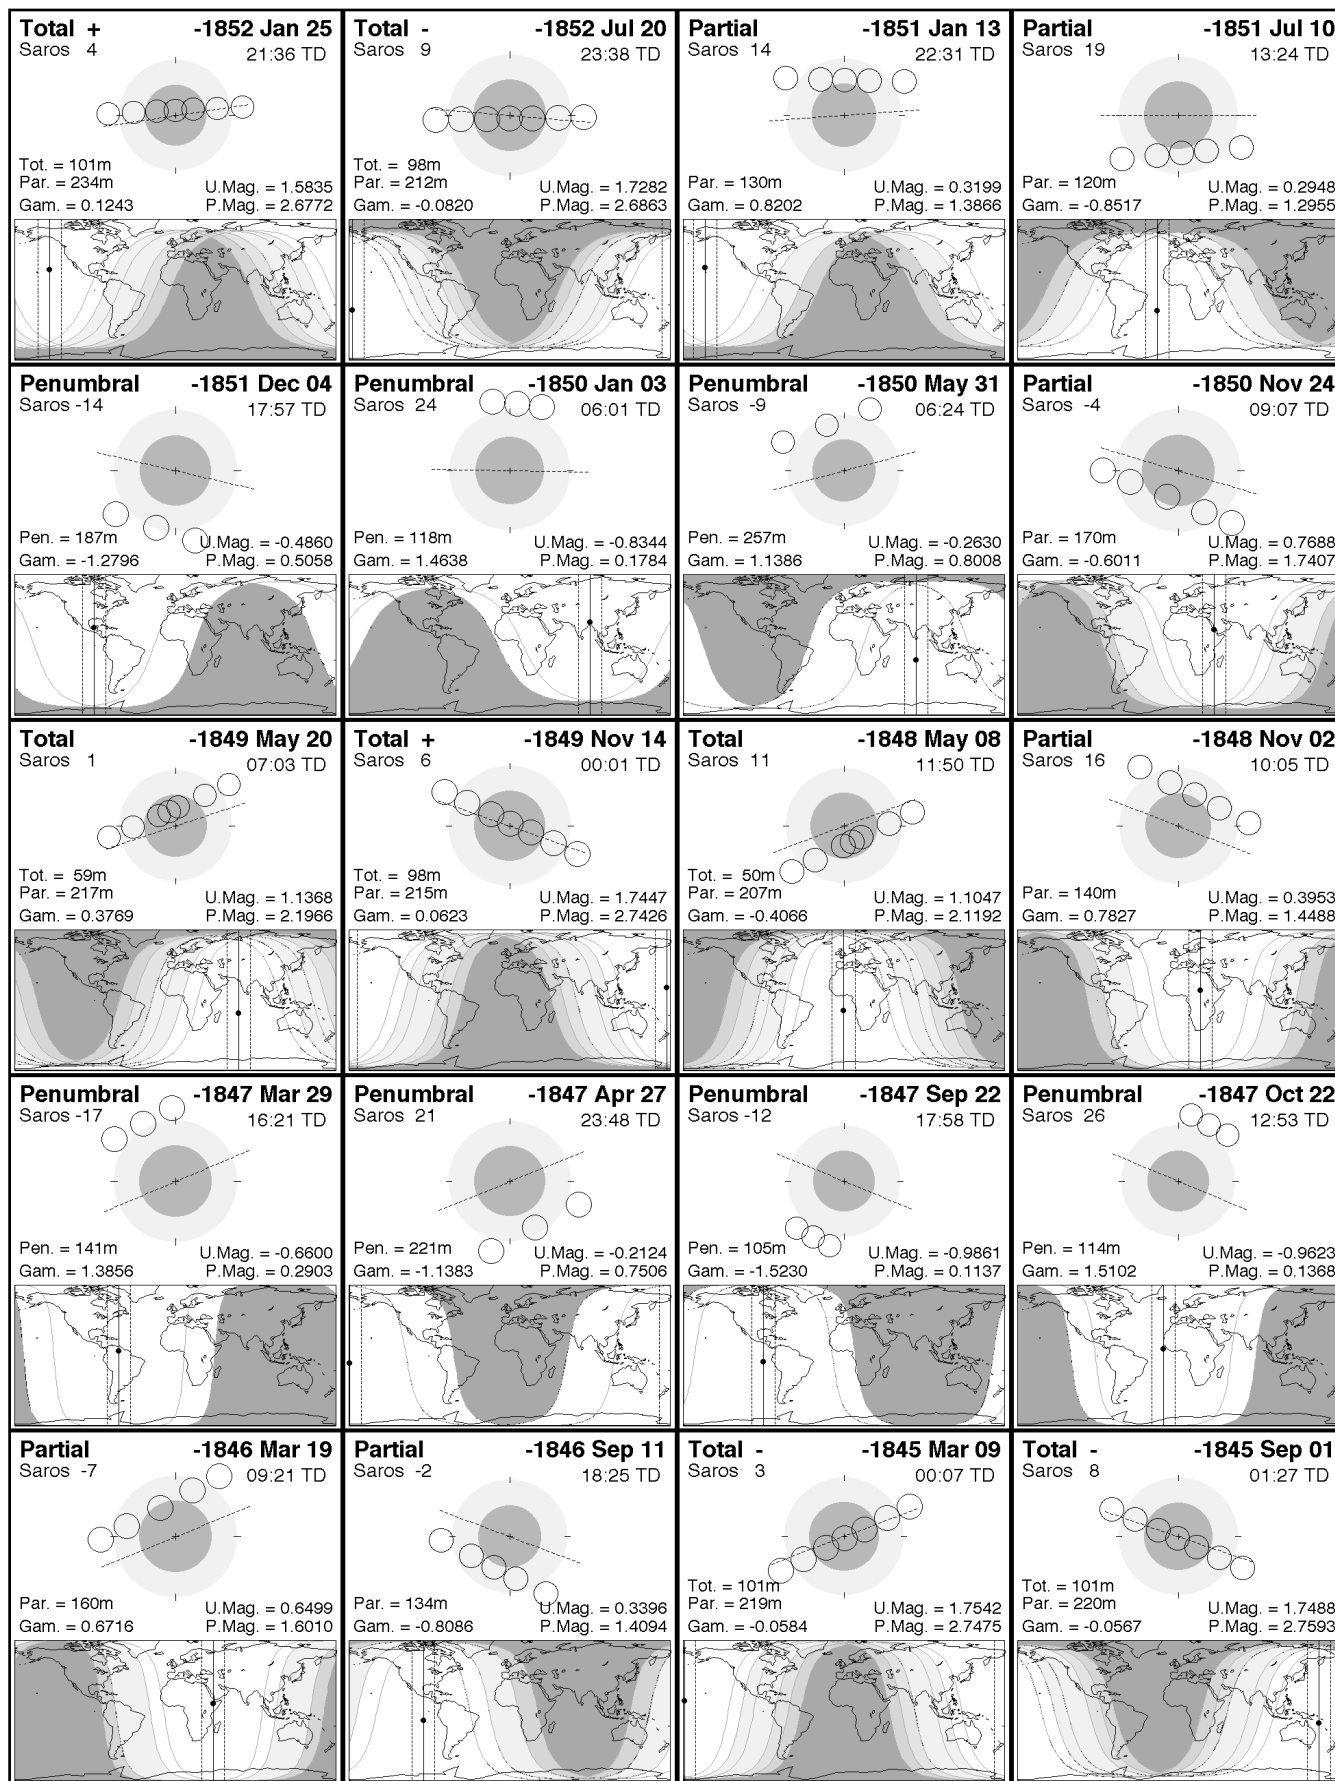 Total + -1852 Jan 25
Saros 4 21:36 TD
Tot. = 101m
Par. = 234m U.Mag. = 1.5835
Gam. = 0.1243 P.Mag. = 2.6772
Total - -1852 Jul 20
Saros 9 23:38 TD
Tot. = 98m
Par. = 212m U.Mag. = 1.7282
Gam. = -0.0820 P.Mag. = 2.6863
Partial -1851 Jan 13
Saros 14 22:31 TD
Par. = 130m U.Mag. = 0.3199
Gam. = 0.8202 P.Mag. = 1.3866
Partial -1851 Jul 10
Saros 19 13:24 TD
Par. = 120m U.Mag. = 0.2948
Gam. = -0.8517 P.Mag. = 1.2955
Penumbral -1851 Dec 04
Saros -14 17:57 TD
Pen. = 187m U.Mag. = -0.4860
Gam. = -1.2796 P.Mag. = 0.5058
Penumbral -1850 Jan 03
Saros 24 06:01 TD
Pen. = 118m U.Mag. = -0.8344
Gam. = 1.4638 P.Mag. = 0.1784
Penumbral -1850 May 31
Saros -9 06:24 TD
Pen. = 257m U.Mag. = -0.2630
Gam. = 1.1386 P.Mag. = 0.8008
Partial -1850 Nov 24
Saros -4 09:07 TD
Par. = 170m U.Mag. = 0.7688
Gam. = -0.6011 P.Mag. = 1.7407
Total -1849 May 20
Saros 1 07:03 TD
Tot. = 59m
Par. = 217m U.Mag. = 1.1368
Gam. = 0.3769 P.Mag. = 2.1966
Total + -1849 Nov 14
Saros 6 00:01 TD
Tot. = 98m
Par. = 215m U.Mag. = 1.7447
Gam. = 0.0623 P.Mag. = 2.7426
Total -1848 May 08
Saros 11 11:50 TD
Tot. = 50m
Par. = 207m U.Mag. = 1.1047
Gam. = -0.4066 P.Mag. = 2.1192
Partial -1848 Nov 02
Saros 16 10:05 TD
Par. = 140m U.Mag. = 0.3953
Gam. = 0.7827 P.Mag. = 1.4488
Penumbral -1847 Mar 29
Saros -17 16:21 TD
Pen. = 141m U.Mag. = -0.6600
Gam. = 1.3856 P.Mag. = 0.2903
Penumbral -1847 Apr 27
Saros 21 23:48 TD
Pen. = 221m U.Mag. = -0.2124
Gam. = -1.1383 P.Mag. = 0.7506
Penumbral -1847 Sep 22
Saros -12 17:58 TD
Pen. = 105m U.Mag. = -0.9861
Gam. = -1.5230 P.Mag. = 0.1137
Penumbral -1847 Oct 22
Saros 26 12:53 TD
Pen. = 114m U.Mag. = -0.9623
Gam. = 1.5102 P.Mag. = 0.1368
Partial -1846 Mar 19
Saros -7 09:21 TD
Par. = 160m U.Mag. = 0.6499
Gam. = 0.6716 P.Mag. = 1.6010
Partial -1846 Sep 11
Saros -2 18:25 TD
Par. = 134m U.Mag. = 0.3396
Gam. = -0.8086 P.Mag. = 1.4094
Total - -1845 Mar 09
Saros 3 00:07 TD
Tot. = 101m
Par. = 219m U.Mag. = 1.7542
Gam. = -0.0584 P.Mag. = 2.7475
Total - -1845 Sep 01
Saros 8 01:27 TD
Tot. = 101m
Par. = 220m U.Mag. = 1.7488
Gam. = -0.0567 P.Mag. = 2.7593